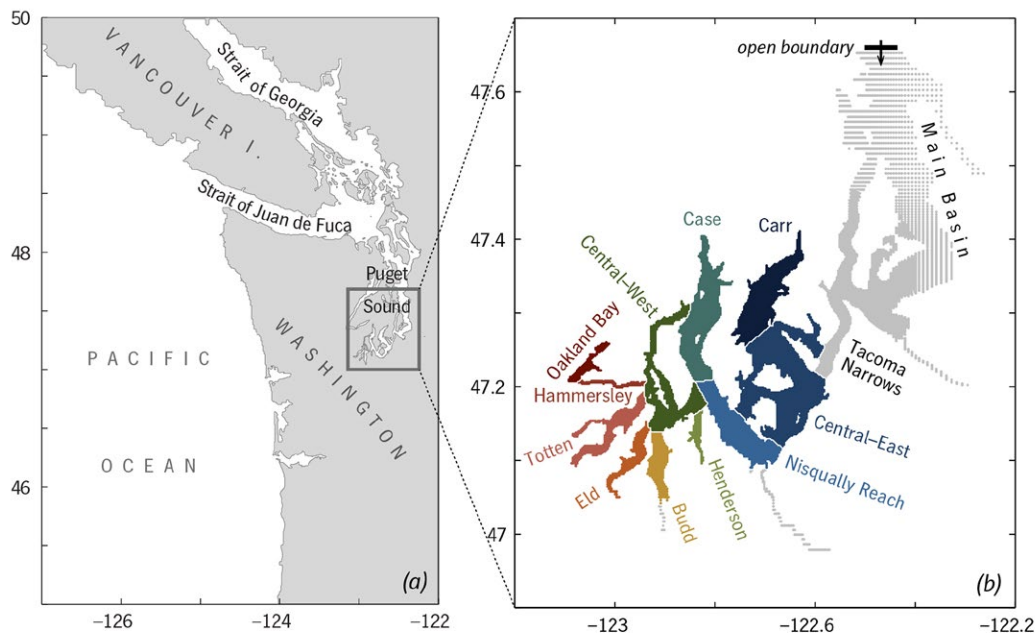 50
48
46
−126
−124
−122
VANCOUVER I.
Strait of Georgia
Strait of Juan de Fuca
Puget
Sound
WASHINGTON
PACIFIC
OCEAN
(a)
47.6
47.4
47.2
47
−123
−122.6
−122.2
open boundary
Main Basin
Case
Carr
Central–West
Oakland Bay
Hammersley
Totten
Eld
Budd
Henderson
Nisqually Reach
Central–East
Tacoma
Narrows
(b)